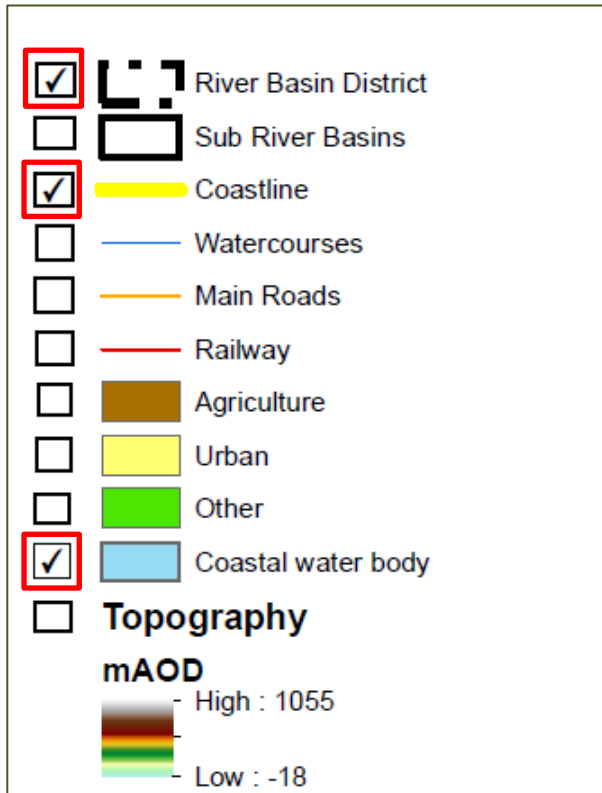 River Basin District
Sub River Basins
Coastline
Watercourses
Main Roads
Railway
Agriculture
Urban
Other
Coastal water body
Topography
mAOD
High : 1055
Low : -18